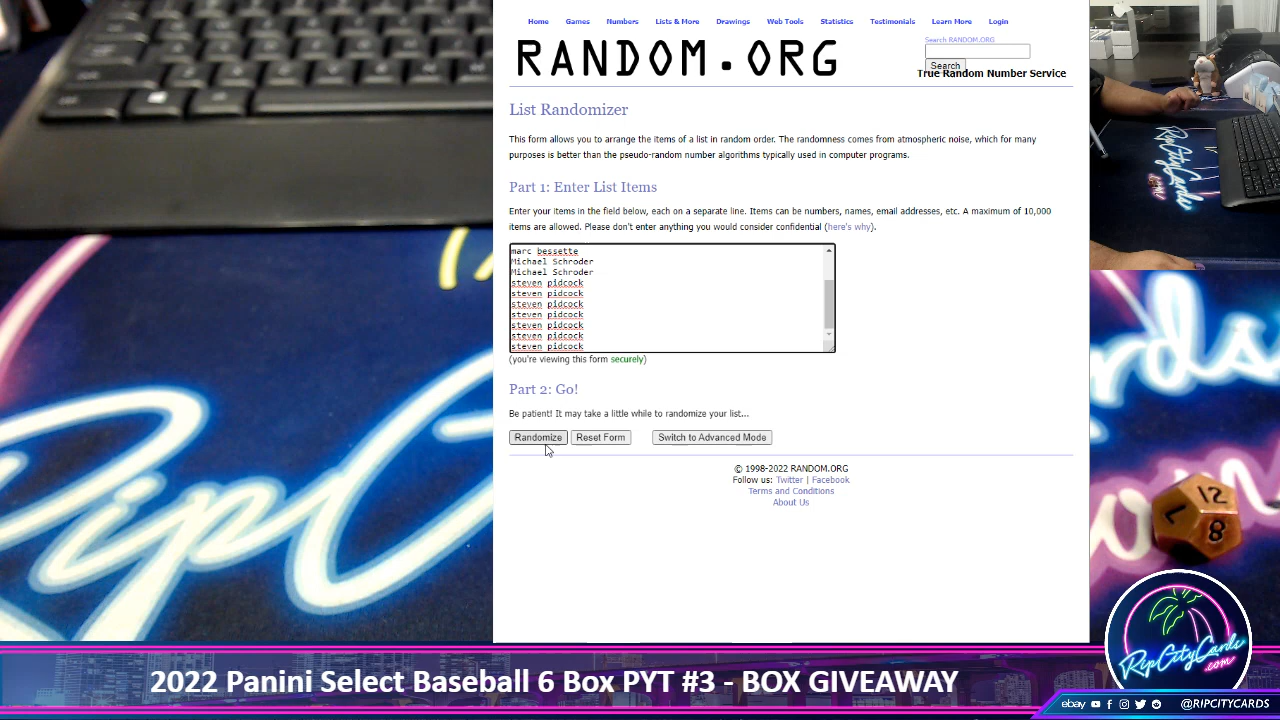 Home Games Numbers Lists & More Drawings Web Tools Statistics Testimonials Learn More Login
RANDOM.ORG
Search RANDOM.ORG
Search
True Random Number Service
List Randomizer
This form allows you to arrange the items of a list in random order. The randomness comes from atmospheric noise, which for many
purposes is better than the pseudo-random number algorithms typically used in computer programs.
Part 1: Enter List Items
Enter your items in the field below, each on a separate line. Items can be numbers, names, email addresses, etc. A maximum of 10,000
items are allowed. Please don't enter anything you would consider confidential (here's why).
marc bessette
Michael Schroder
Michael Schroder
steven pidcock
steven pidcock
steven pidcock
steven pidcock
steven pidcock
steven pidcock
steven pidcock
(you're viewing this form securely)
Part 2: Go!
Be patient! It may take a little while to randomize your list...
Randomize Reset Form Switch to Advanced Mode
© 1998-2022 RANDOM.ORG
Follow us: Twitter | Facebook
Terms and Conditions
About Us
RipCityCards
12
7
8
RipCityCards
.com
2022 Panini Select Baseball 6 Box PYT #3 - BOX GIVEAWAY
ebay @RIPCITYCARDS